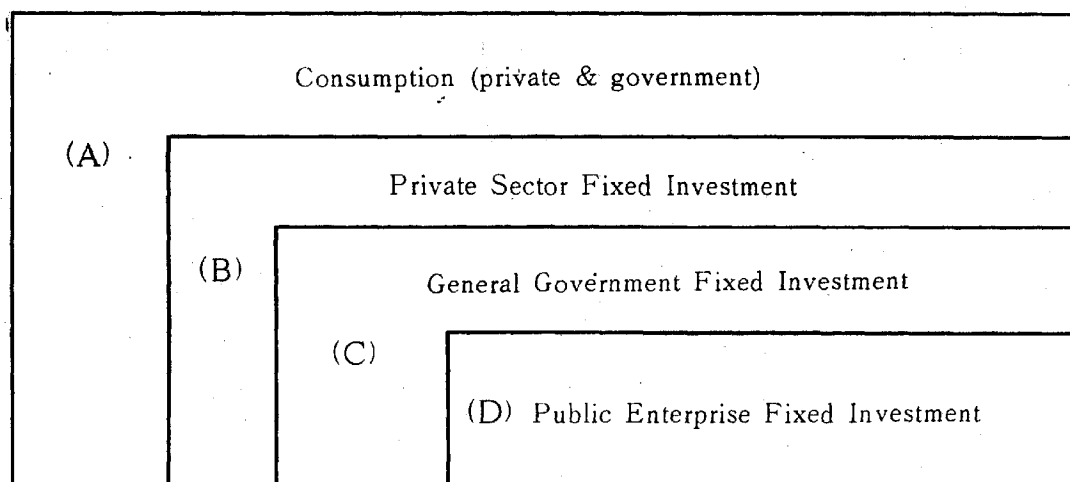 Consumption (private & government)
(A)
Private Sector Fixed Investment
(B)
General Government Fixed Investment
(C)
(D) Public Enterprise Fixed Investment